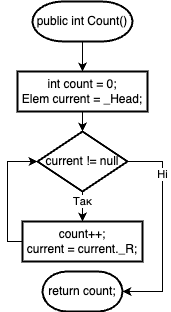 public int Count()
int count = 0;
Elem current = _Head;
current != null
Ні
Так
count++;
current = current._R;
return count;